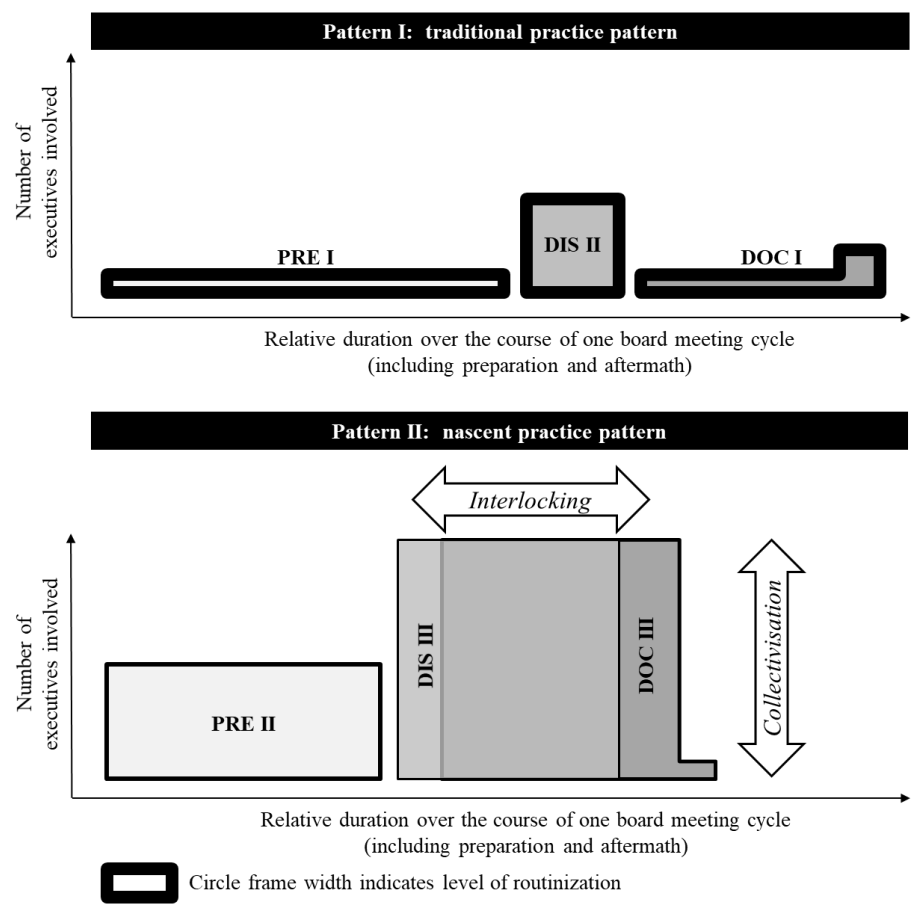 Pattern I: traditional practice pattern
Number of
executives involved
PRE I
DIS II
DOC I
Relative duration over the course of one board meeting cycle
(including preparation and aftermath)
Pattern II: nascent practice pattern
Interlocking
Number of
executives involved
PRE II
DIS III
DOC III
Collectivisation
Relative duration over the course of one board meeting cycle
(including preparation and aftermath)
Circle frame width indicates level of routinization